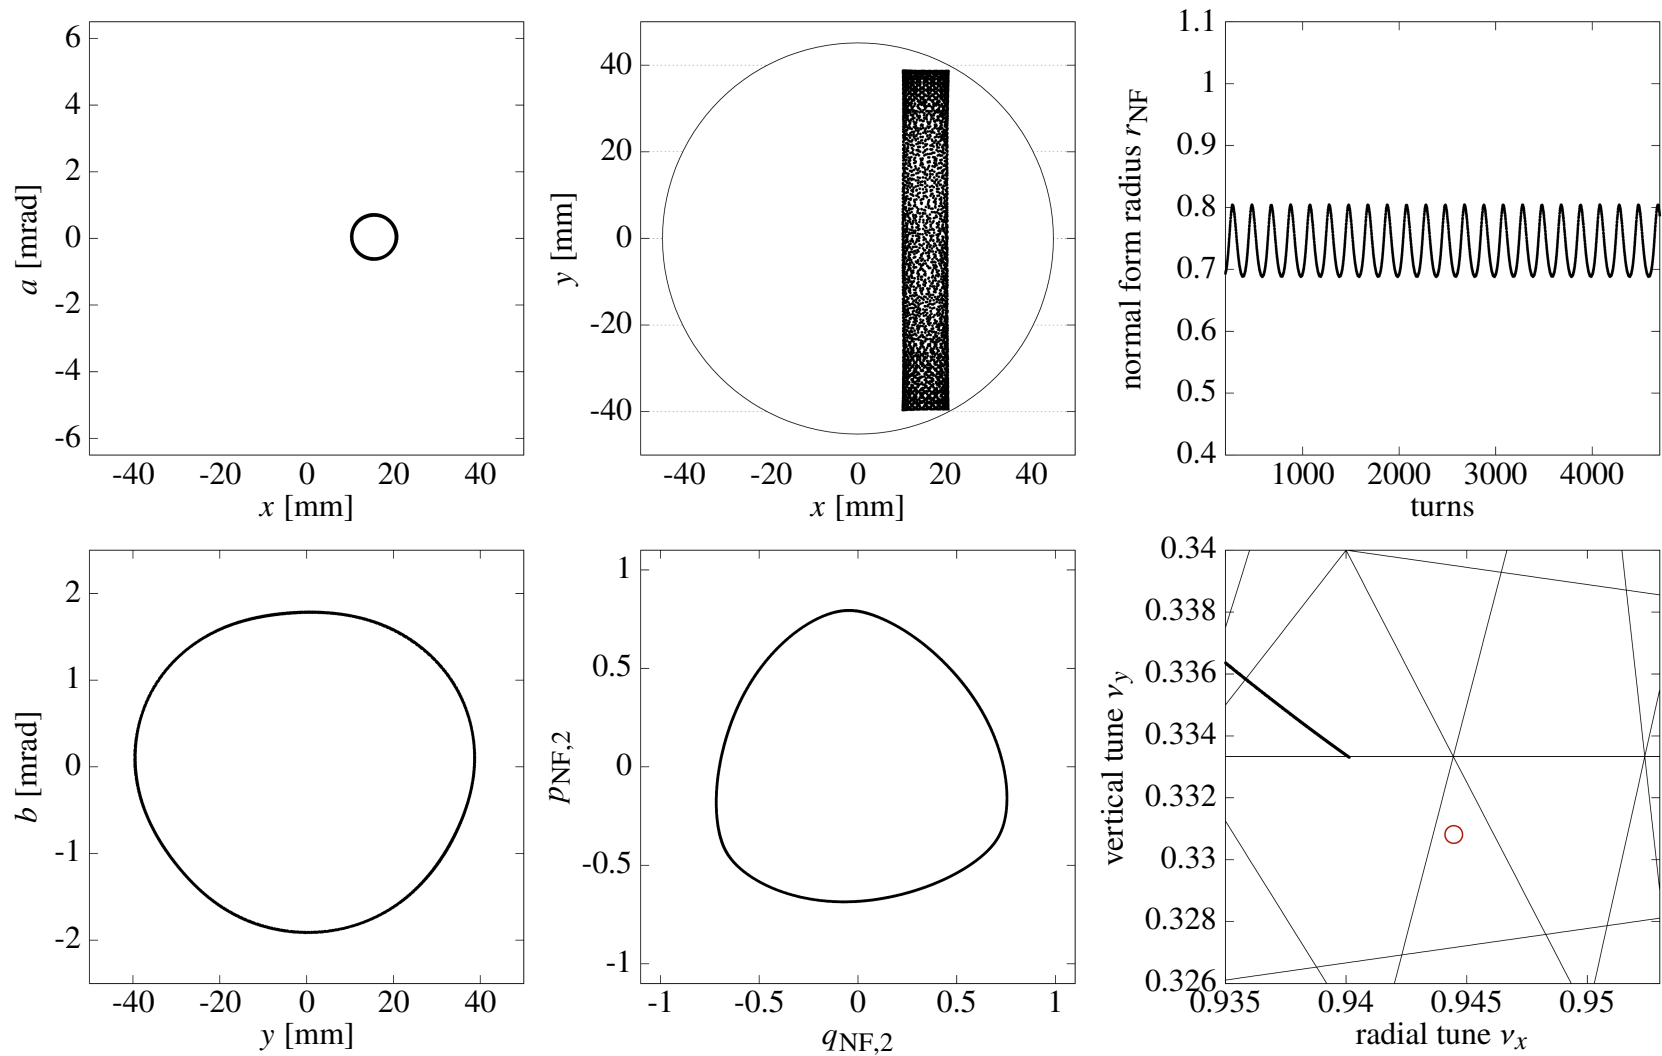 6
4
2
0
-2
-4
-6
a [mrad]
-40 -20 0 20 40
x [mm]
40
20
0
-20
-40
y [mm]
-40 -20 0 20 40
x [mm]
1.1
1
0.9
0.8
0.7
0.6
0.5
0.4
normal form radius rNF
1000 2000 3000 4000
turns
2
1
0
-1
-2
b [mrad]
-40 -20 0 20 40
y [mm]
1
0.5
0
-0.5
-1
pNF,2
-1 -0.5 0 0.5 1
qNF,2
0.34
0.338
0.336
0.334
0.332
0.33
0.328
0.326
vertical tune νy
0.935 0.94 0.945 0.95
radial tune νx